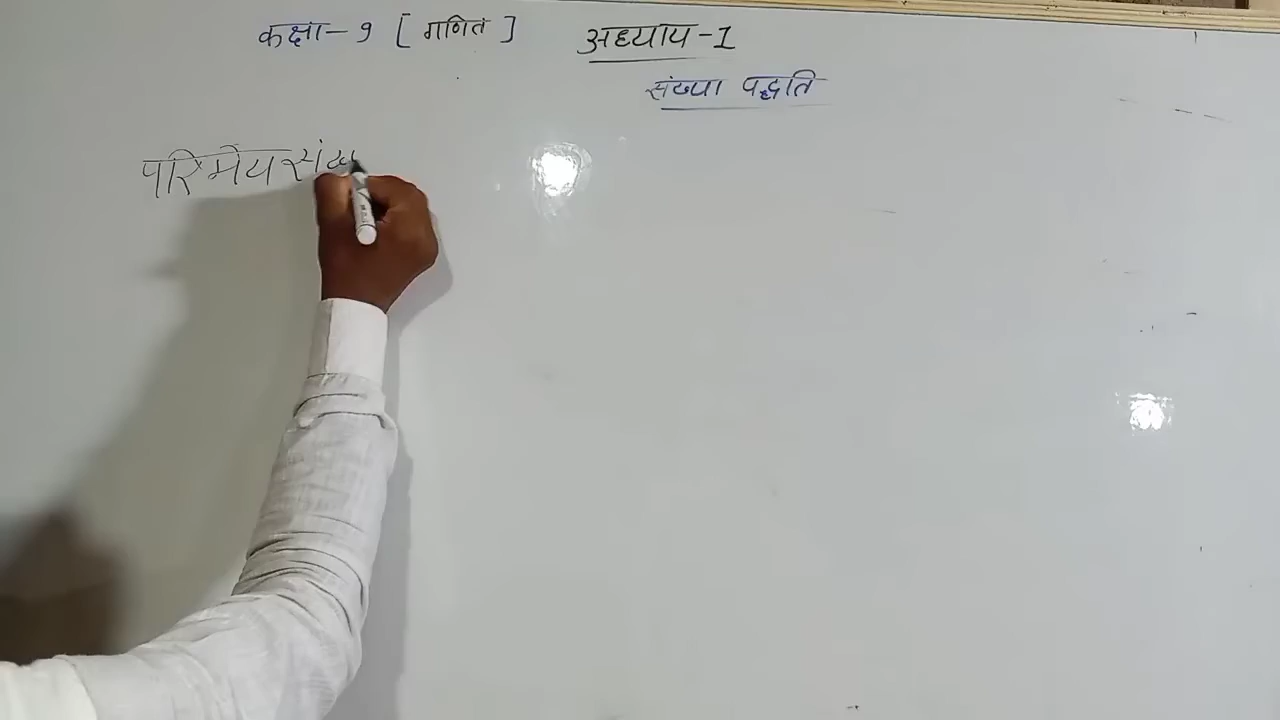 कक्षा-9 [गणित] अध्याय-1
संख्या पद्धति
परिमेय संख